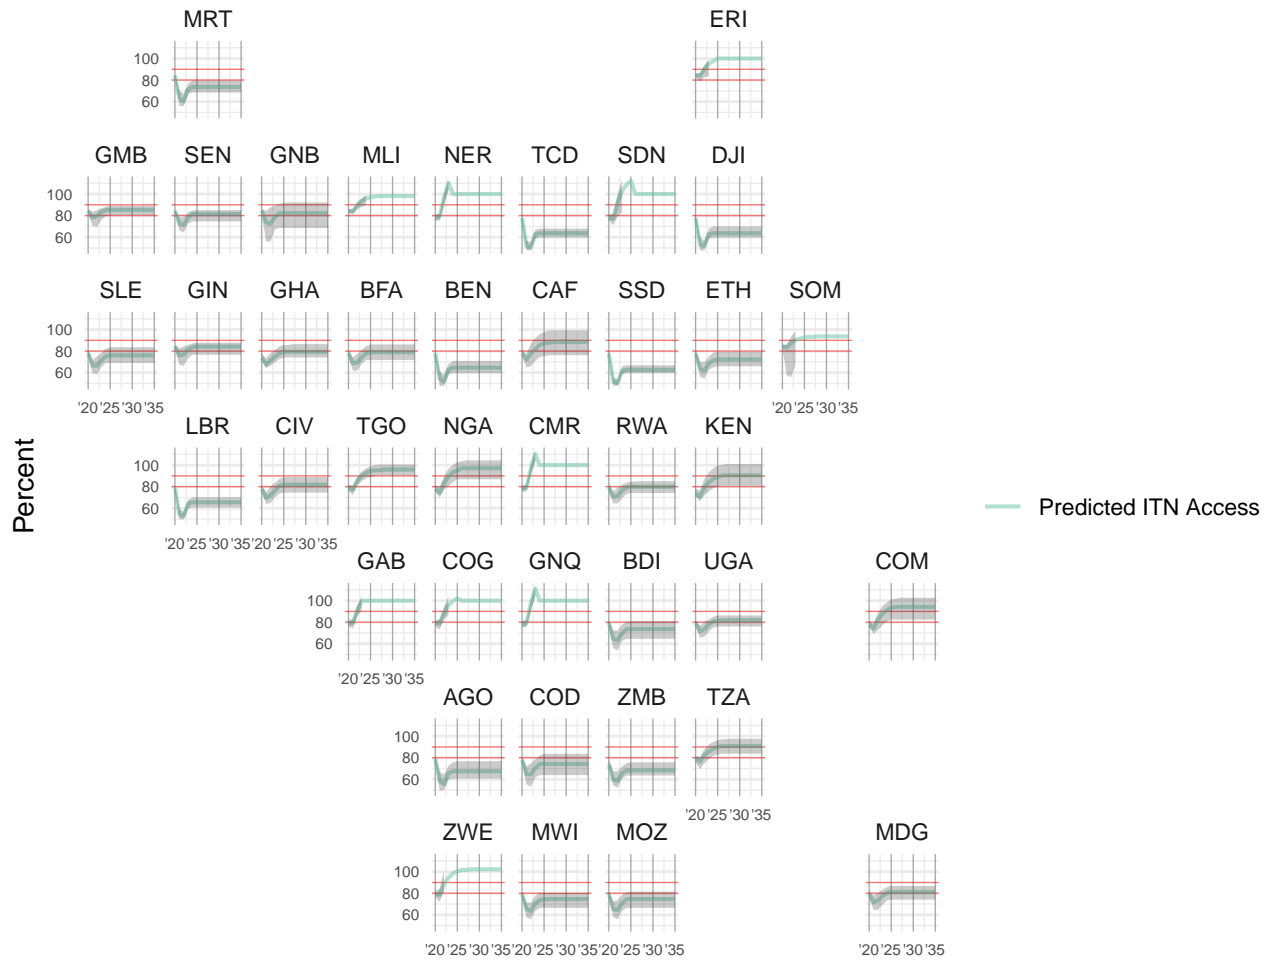 MRT ERI
100
80
60
GMB SEN GNB MLI NER TCD SDN DJI
100
80
60
SLE GIN GHA BFA BEN CAF SSD ETH SOM
100
80
60
'20 '25 '30 '35 '20 '25 '30 '35
LBR CIV TGO NGA CMR RWA KEN
100
80
60
'20 '25 '30 '35 '20 '25 '30 '35
GAB COG GNQ BDI UGA COM
100
80
60
'20 '25 '30 '35
AGO COD ZMB TZA
100
80
60
'20 '25 '30 '35
ZWE MWI MOZ MDG
100
80
60
'20 '25 '30 '35 '20 '25 '30 '35 '20 '25 '30 '35 '20 '25 '30 '35
Percent
Predicted ITN Access